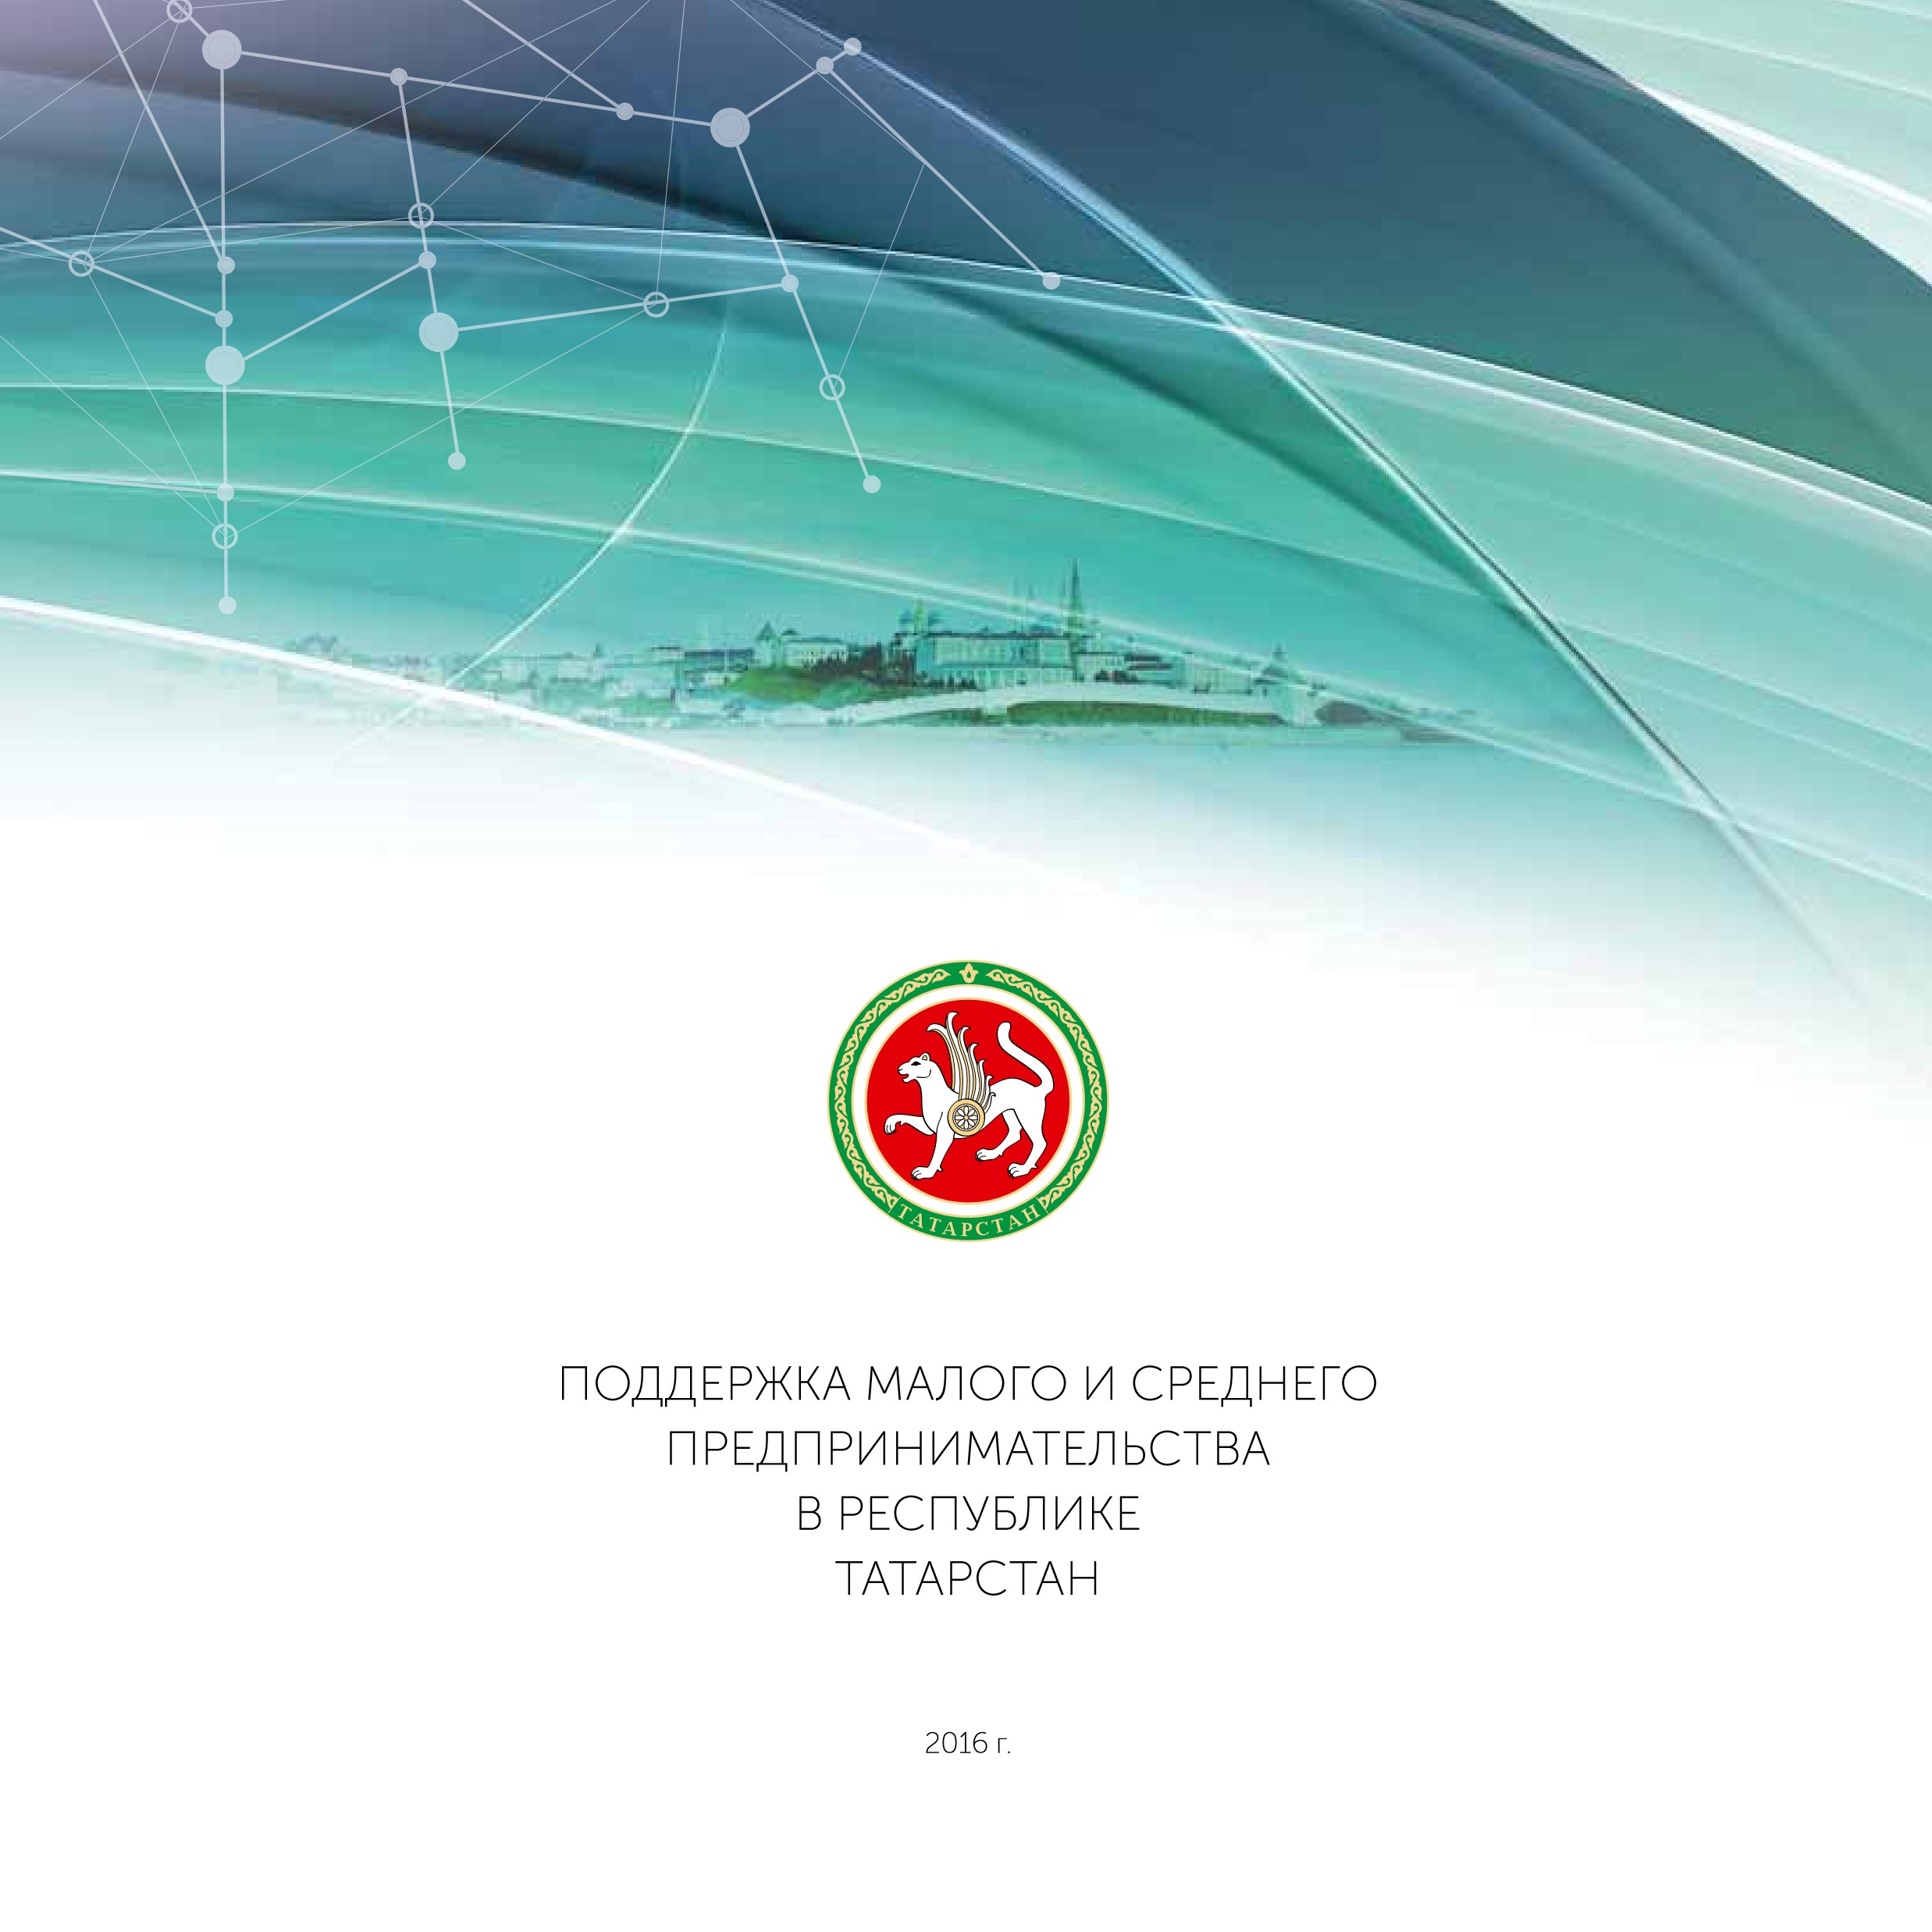 ТАТАРСТАН
ПОДДЕРЖКА МАЛОГО И СРЕДНЕГО
ПРЕДПРИНИМАТЕЛЬСТВА
В РЕСПУБЛИКЕ
ТАТАРСТАН
2016 г.